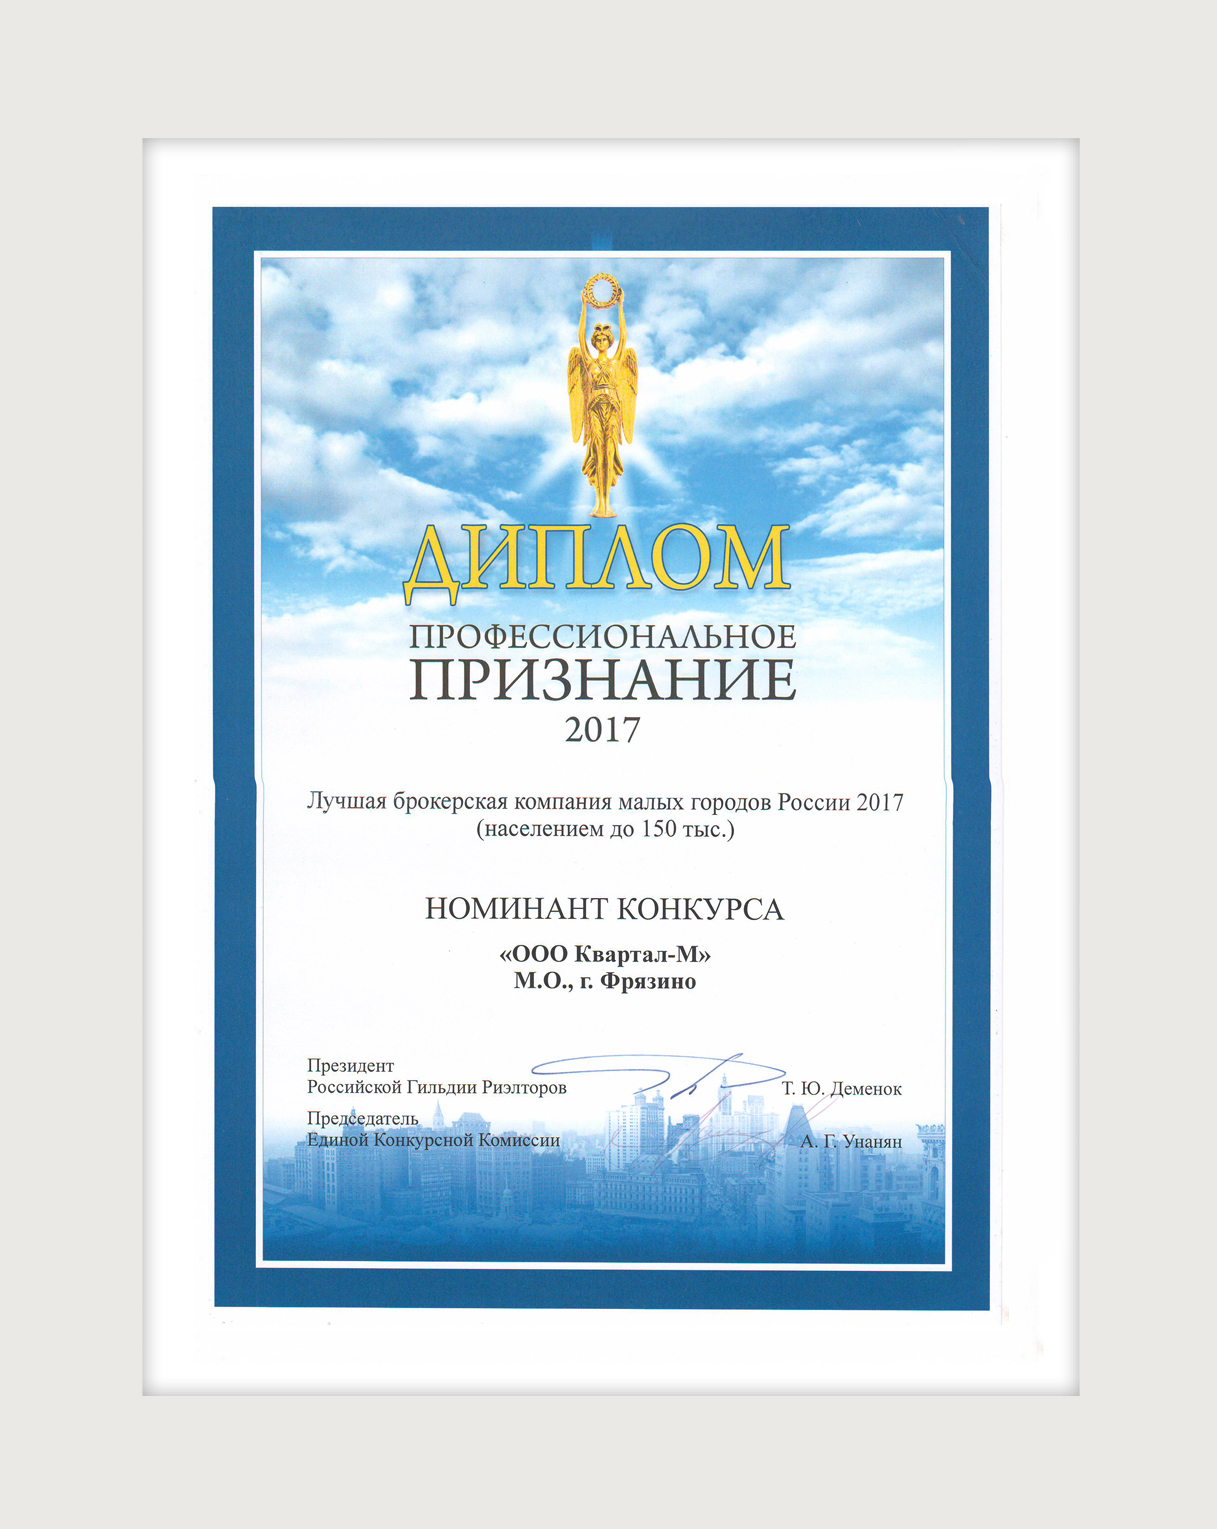 ДИПЛОМ
ПРОФЕССИОНАЛЬНОЕ
ПРИЗНАНИЕ
2017
Лучшая брокерская компания малых городов России 2017
(населением до 150 тыс.)
НОМИНАНТ КОНКУРСА
«ООО Квартал-М»
М.О., г. Фрязино
Президент
Российской Гильдии Риэлторов Т. Ю. Деменок
Председатель
Единой Конкурсной Комиссии А. Г. Унанян